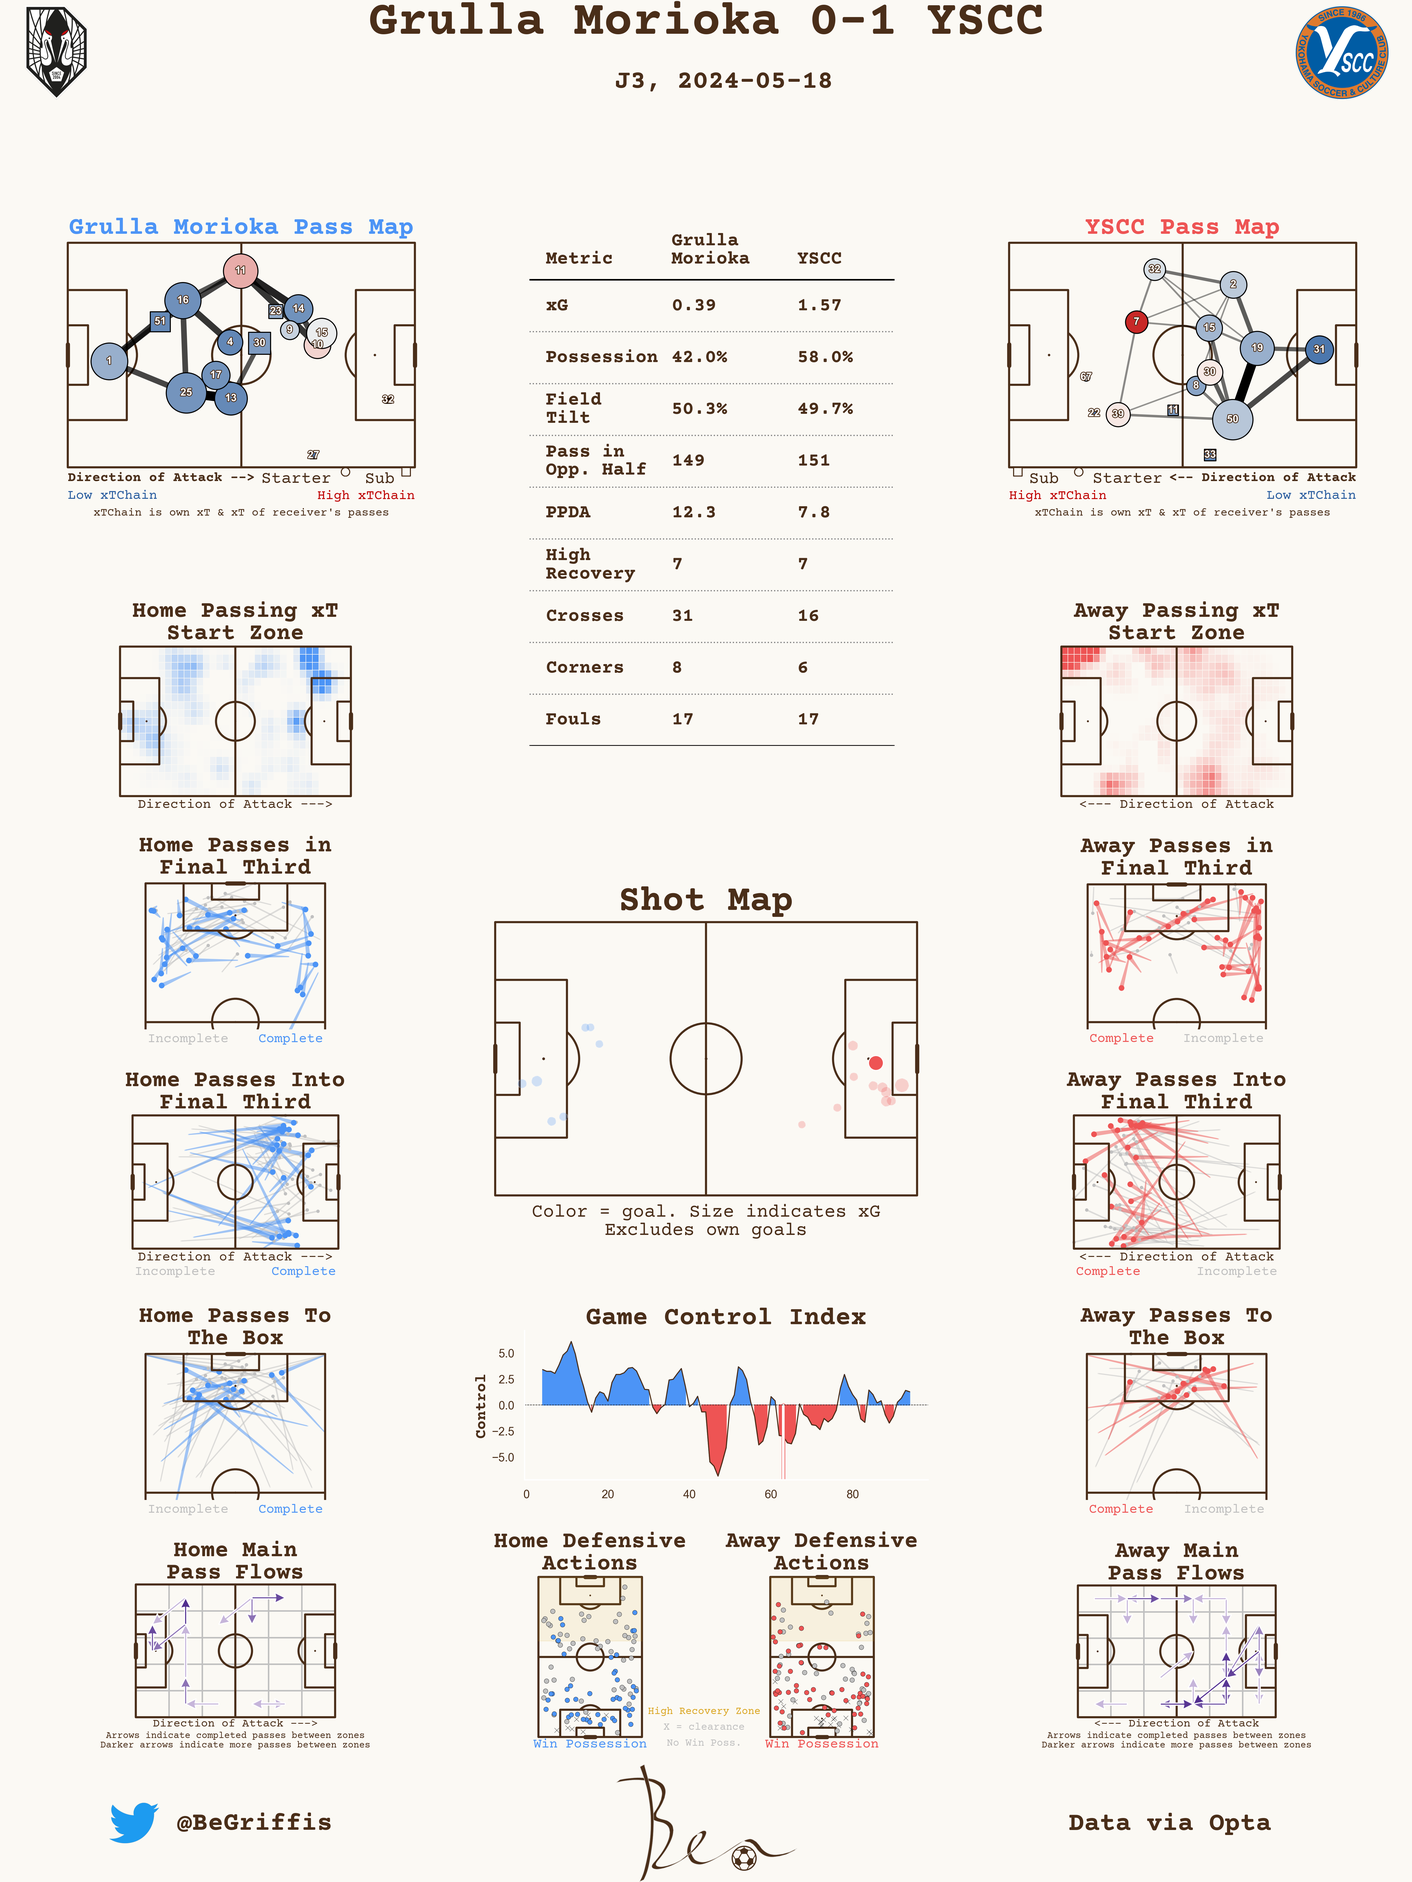 Grulla Morioka 0-1 YSCC
J3, 2024-05-18
SINCE 1986
YSCC
YOKOHAMA SOCCER & CULTURE CLUB
Grulla Morioka Pass Map
11
16
14
23
51
9
15
10
4
30
1
17
25
13
32
27
Direction of Attack --> Starter Sub
Low xTChain High xTChain
xTChain is own xT & xT of receiver's passes
Metric Grulla Morioka YSCC
xG 0.39 1.57
Possession 42.0% 58.0%
Field Tilt 50.3% 49.7%
Pass in Opp. Half 149 151
PPDA 12.3 7.8
High Recovery 7 7
Crosses 31 16
Corners 8 6
Fouls 17 17
YSCC Pass Map
32
2
7
15
19
31
67
30
8
22
39
11
50
33
Sub Starter <-- Direction of Attack
High xTChain Low xTChain
xTChain is own xT & xT of receiver's passes
Home Passing xT
Start Zone
Direction of Attack --->
Away Passing xT
Start Zone
<--- Direction of Attack
Home Passes in
Final Third
Incomplete Complete
Away Passes in
Final Third
Complete Incomplete
Shot Map
Color = goal. Size indicates xG
Excludes own goals
Home Passes Into
Final Third
Direction of Attack --->
Incomplete Complete
Away Passes Into
Final Third
<--- Direction of Attack
Complete Incomplete
Home Passes To
The Box
Incomplete Complete
Game Control Index
Control
5.0
2.5
0.0
−2.5
−5.0
0 20 40 60 80
Away Passes To
The Box
Complete Incomplete
Home Main
Pass Flows
Direction of Attack --->
Arrows indicate completed passes between zones
Darker arrows indicate more passes between zones
Home Defensive
Actions
Win Possession
High Recovery Zone
X = clearance
No Win Poss.
Away Defensive
Actions
Win Possession
Away Main
Pass Flows
<--- Direction of Attack
Arrows indicate completed passes between zones
Darker arrows indicate more passes between zones
@BeGriffis
Ben
Data via Opta